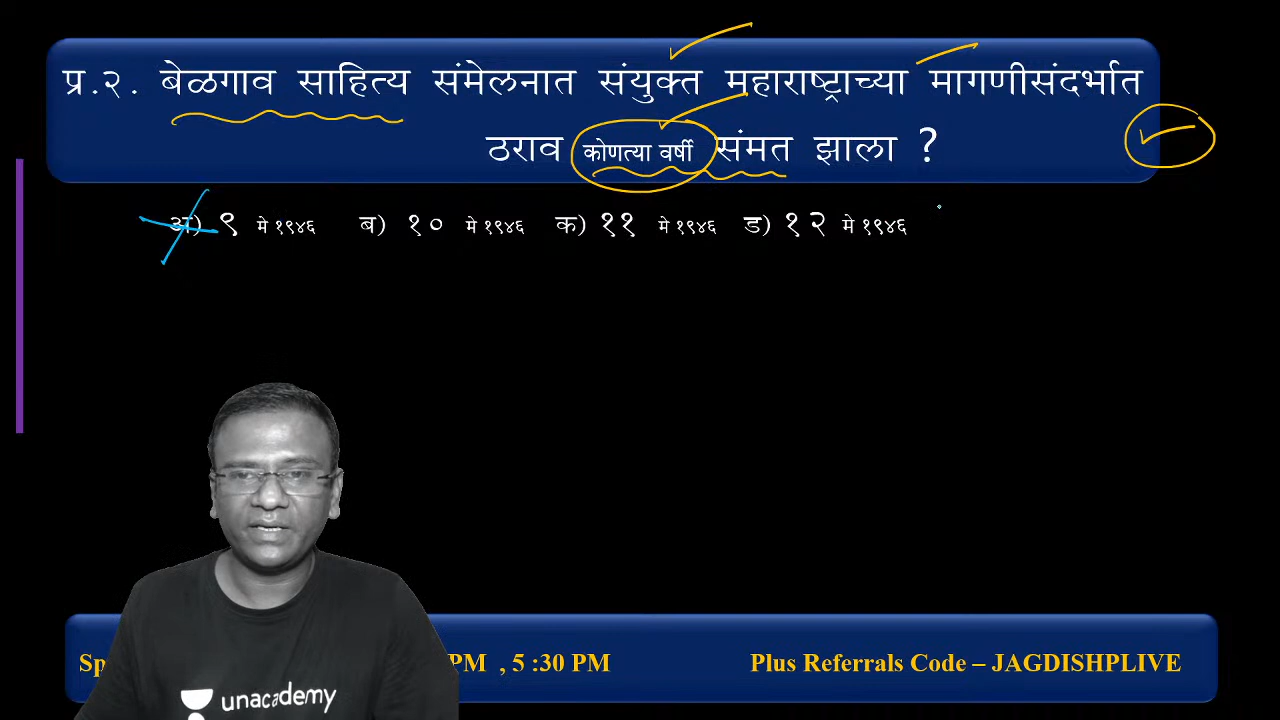 प्र.२. बेळगाव साहित्य संमेलनात संयुक्त महाराष्ट्राच्या मागणीसंदर्भात
ठराव कोणत्या वर्षी संमत झाला ?
अ) ९ मे १९४६ ब) १० मे १९४६ क) ११ मे १९४६ ड) १२ मे १९४६
Sp PM , 5 :30 PM Plus Referrals Code – JAGDISHPLIVE
unacademy